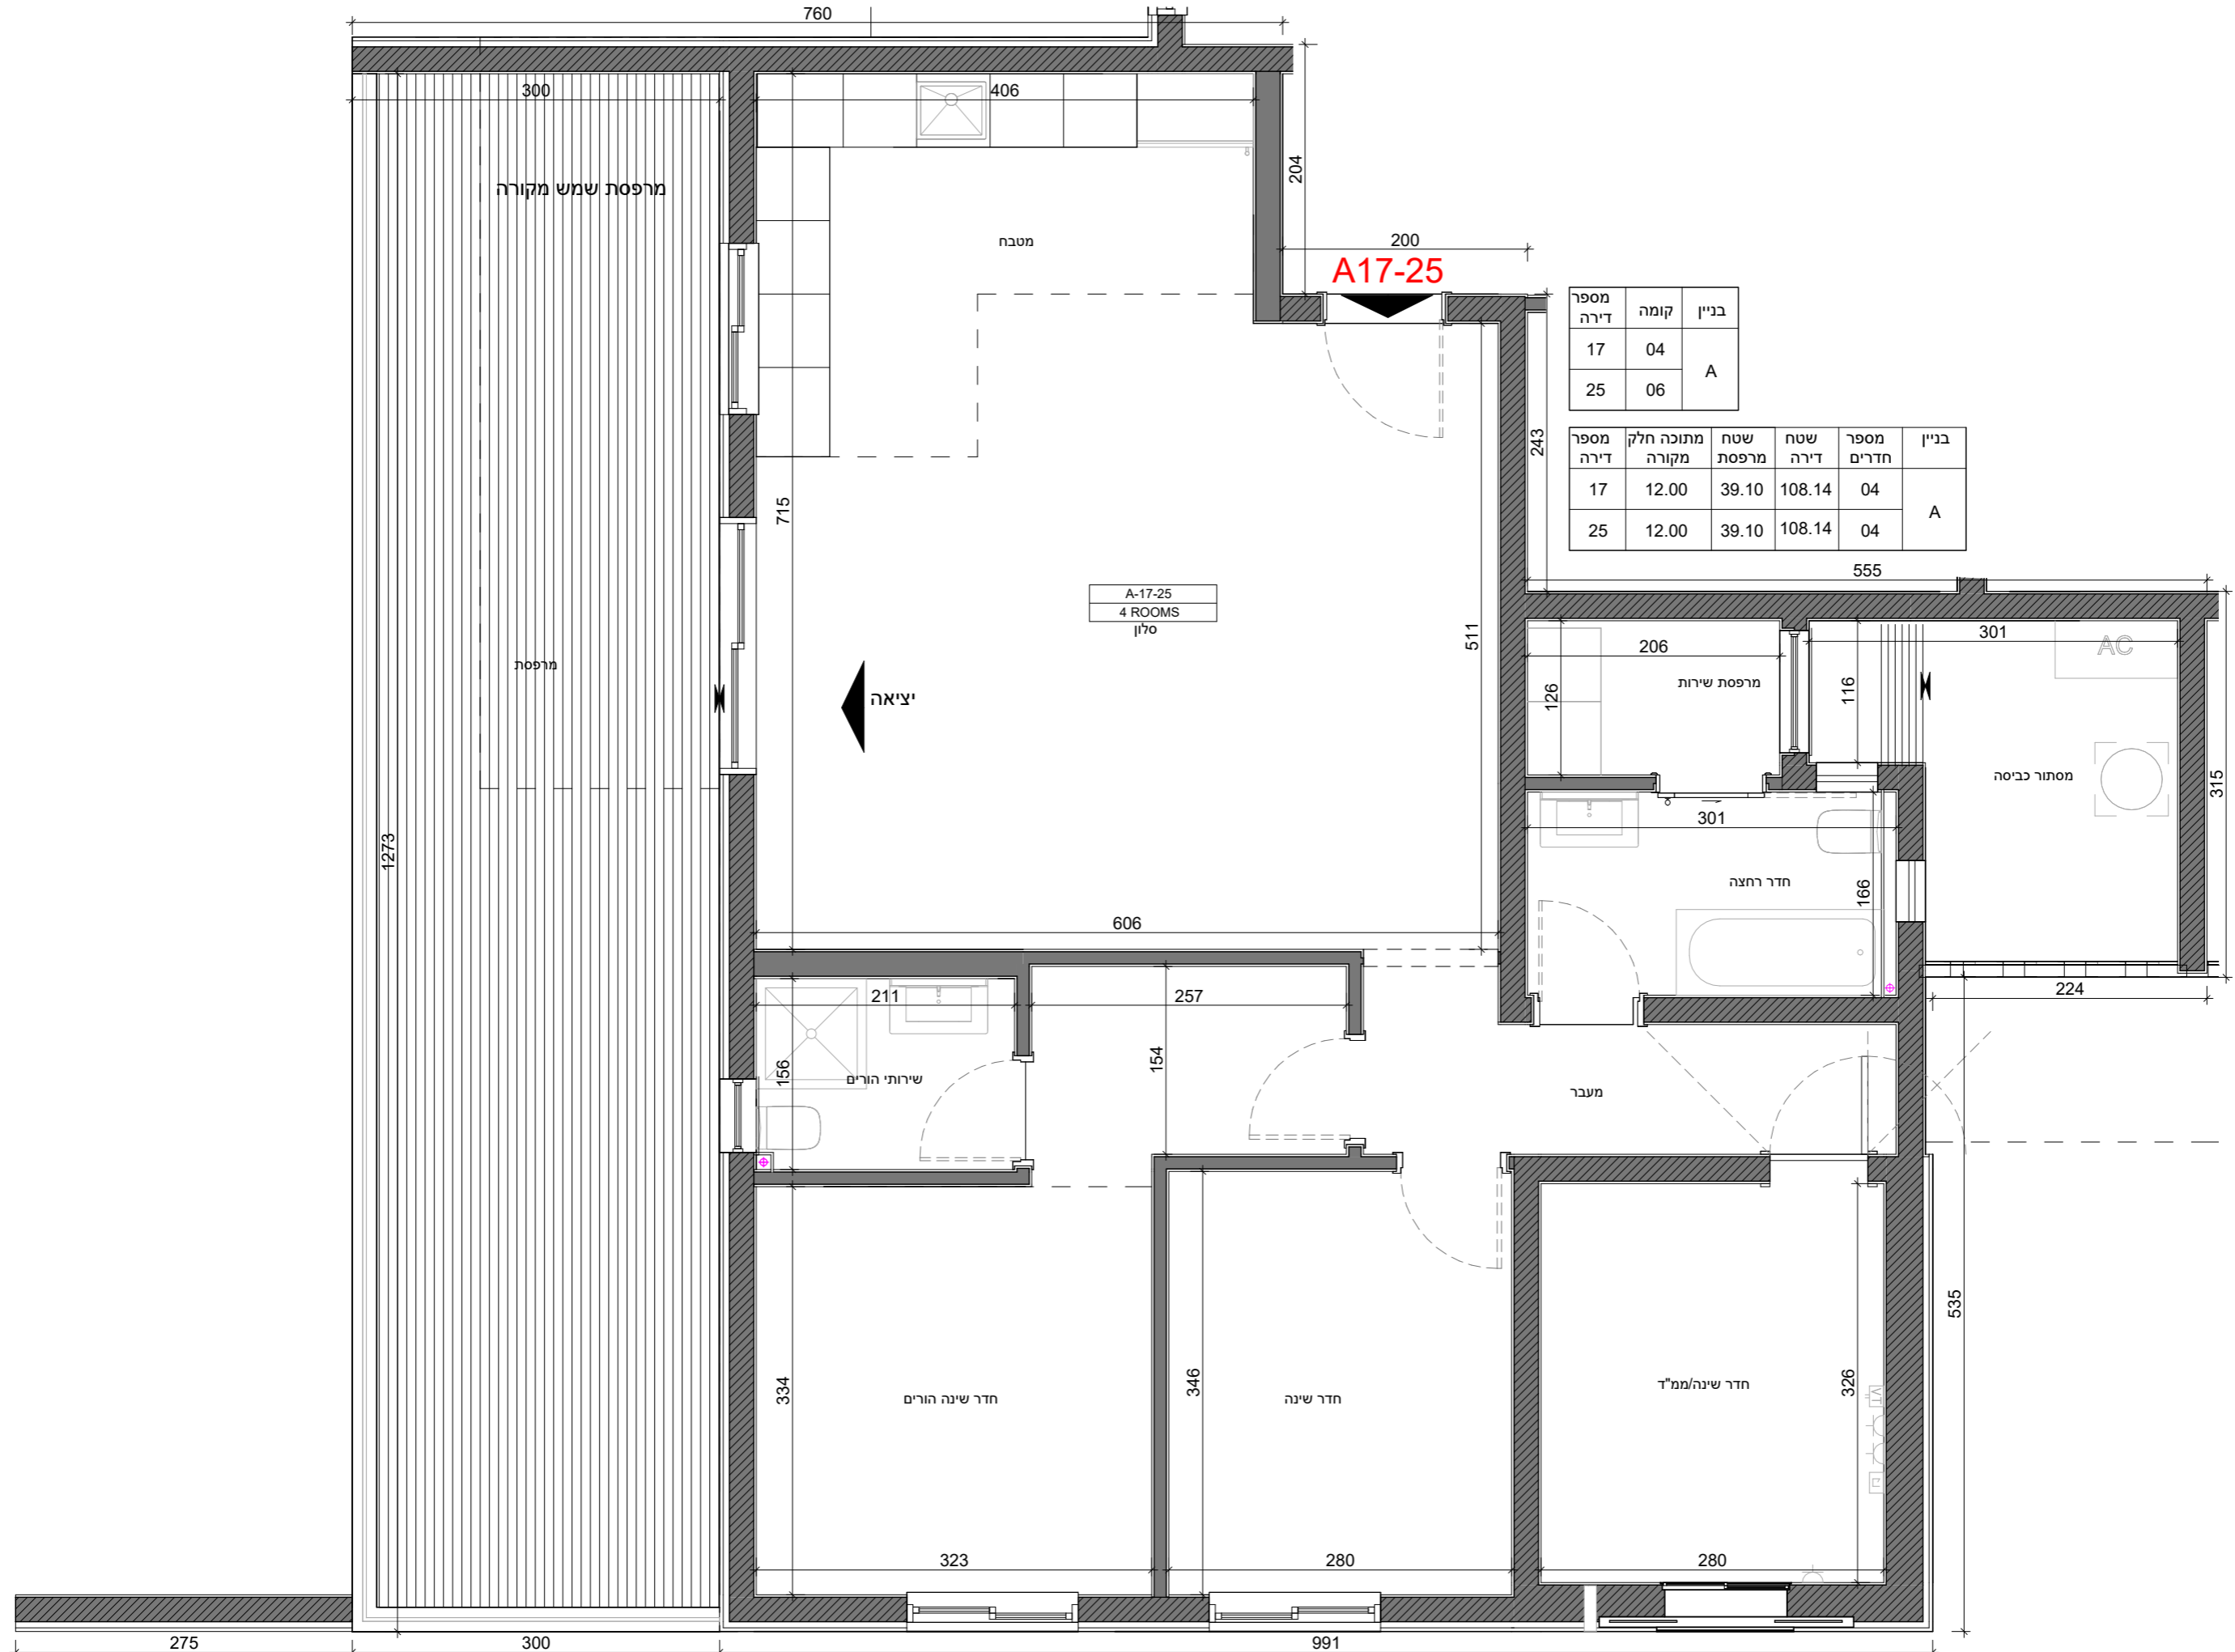 760
300
406
204
מרפסת שמש מקורה
מטבח
200
A17-25
מספר דירה קומה בניין
17 04 A
25 06
243
מספר דירה מתוכה חלק מקורה שטח מרפסת שטח דירה מספר חדרים בניין
17 12.00 39.10 108.14 04 A
25 12.00 39.10 108.14 04
715
555
A-17-25
4 ROOMS
סלון
511
301
AC
206
מרפסת שירות
126
116
מרפסת
יציאה
מסתור כביסה
315
301
1273
חדר רחצה
166
606
211
257
224
156
154
שירותי הורים
מעבר
535
334
346
326
חדר שינה הורים
חדר שינה
חדר שינה/ממ"ד
323
280
280
275
300
991